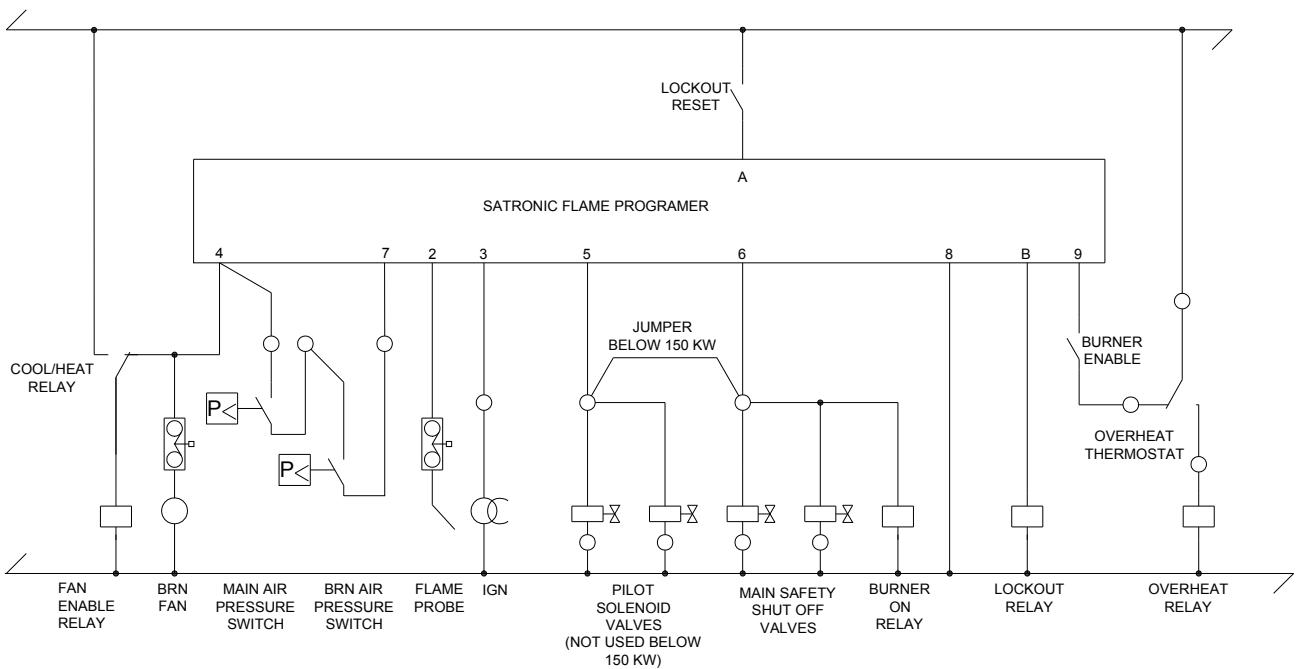 LOCKOUT
RESET
A
SATRONIC FLAME PROGRAMER
4
7
2
3
5
6
8
B
9
JUMPER
BELOW 150 KW
COOL/HEAT
RELAY
BURNER
ENABLE
P<
P<
OVERHEAT
THERMOSTAT
FAN
ENABLE
RELAY
BRN
FAN
MAIN AIR
PRESSURE
SWITCH
BRN AIR
PRESSURE
SWITCH
FLAME
PROBE
IGN
PILOT
SOLENOID
VALVES
(NOT USED BELOW
150 KW)
MAIN SAFETY
SHUT OFF
VALVES
BURNER
ON
RELAY
LOCKOUT
RELAY
OVERHEAT
RELAY